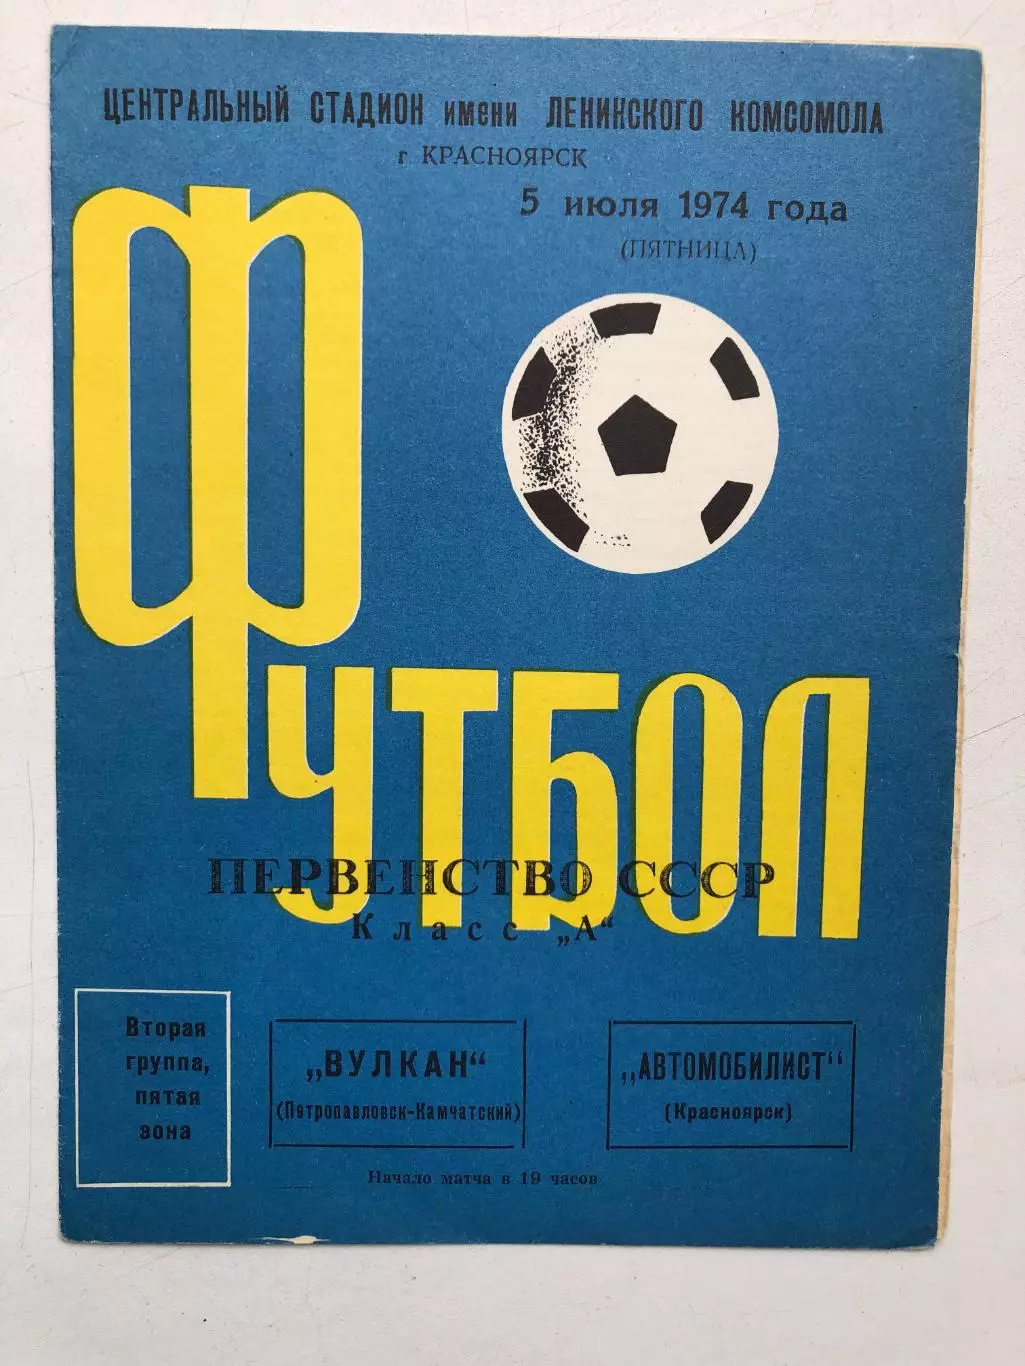 ЦЕНТРАЛЬНЫЙ СТАДИОН имени ЛЕНИНСКОГО КОМСОМОЛА
г. КРАСНОЯРСК
5 июля 1974 года
(ПЯТНИЦА)
ФУТБОЛ
ПЕРВЕНСТВО СССР
Класс „А“
Вторая
группа,
пятая
зона
„ВУЛКАН“
(Петропавловск-Камчатский)
„АВТОМОБИЛИСТ“
(Красноярск)
Начало матча в 19 часов